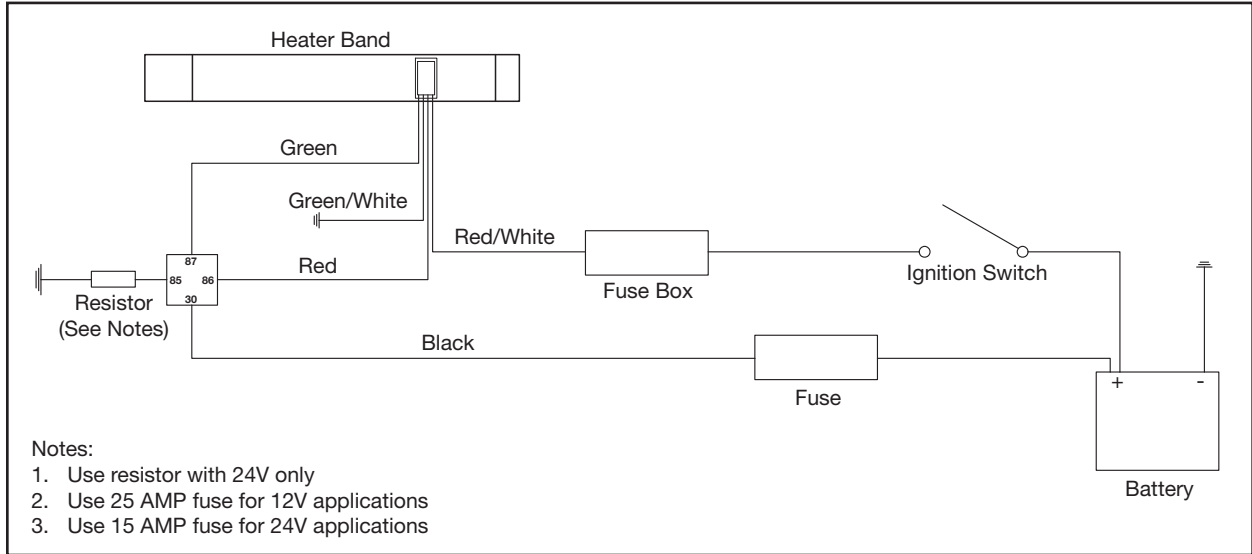 Heater Band
Green
Green/White
Red/White
Fuse Box
Ignition Switch
87
85 86
30
Red
Resistor
(See Notes)
Black
Fuse
+ -
Battery
Notes:
1. Use resistor with 24V only
2. Use 25 AMP fuse for 12V applications
3. Use 15 AMP fuse for 24V applications